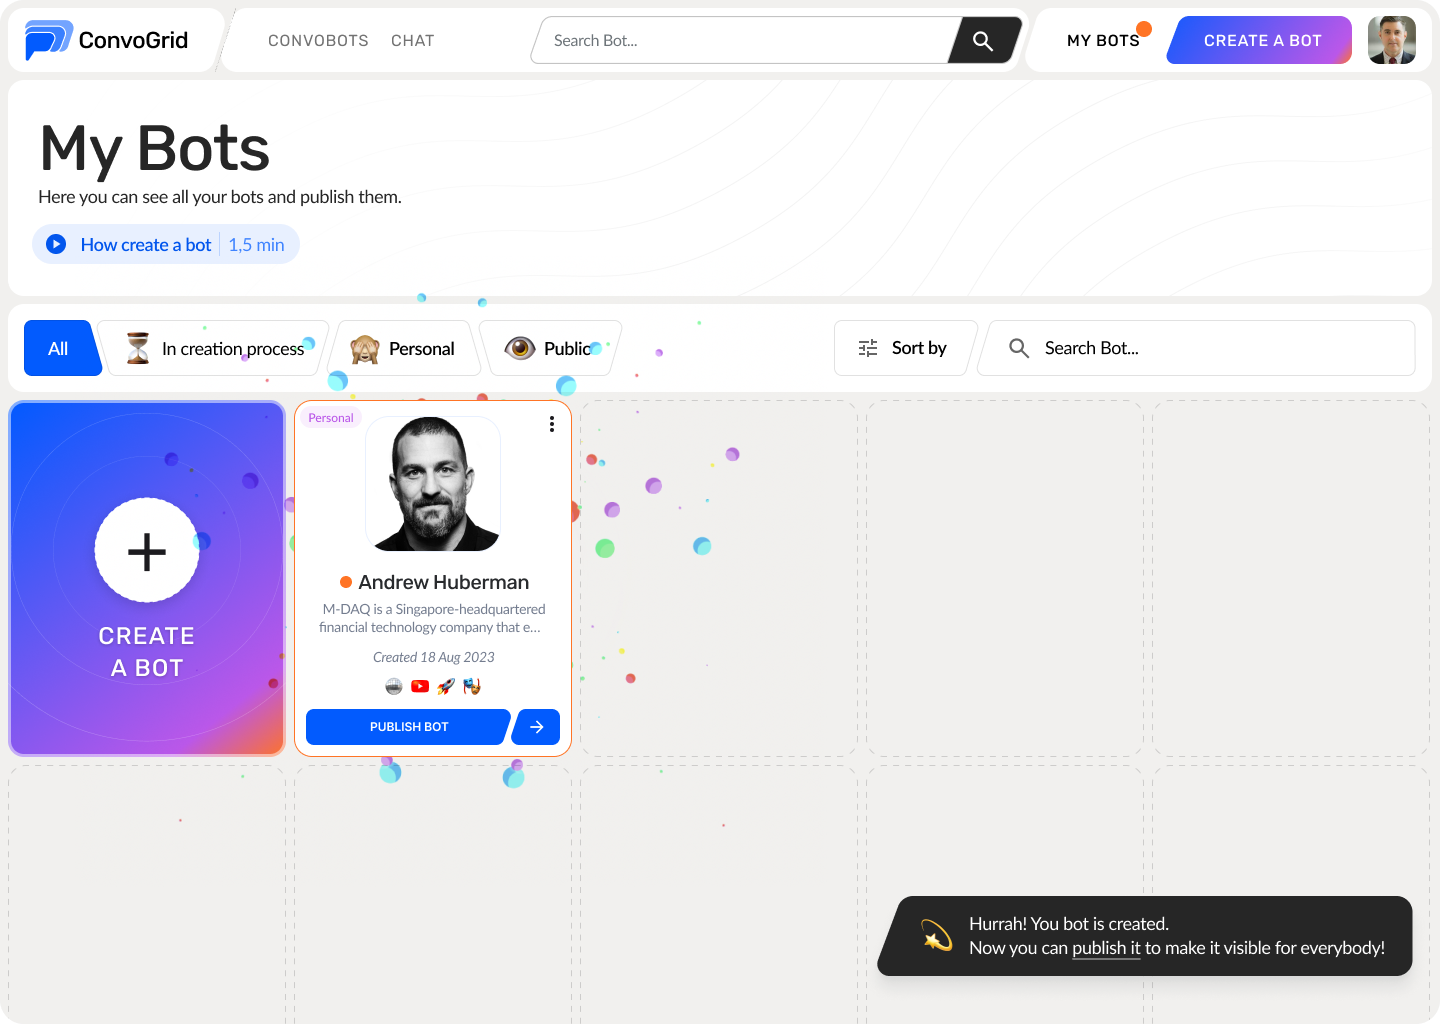 ConvoGrid
CONVOBOTS
CHAT
Search Bot...
MY BOTS
CREATE A BOT
My Bots
Here you can see all your bots and publish them.
How create a bot
1,5 min
All
In creation process
Personal
Public
Sort by
Search Bot...
CREATE
A BOT
Personal
Andrew Huberman
M-DAQ is a Singapore-headquartered
financial technology company that e...
Created 18 Aug 2023
PUBLISH BOT
Hurrah! You bot is created.
Now you can publish it to make it visible for everybody!